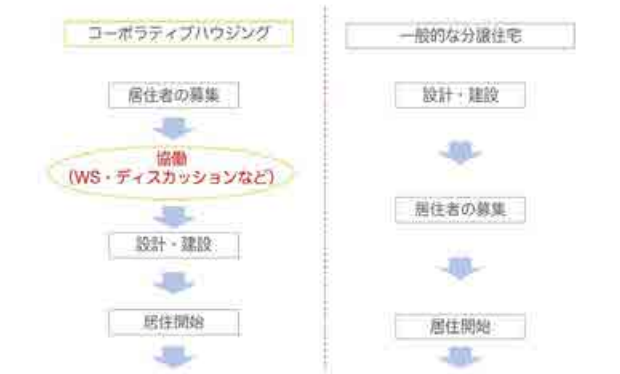 コーポラティブハウジング
居住者の募集
協働
（WS・ディスカッションなど）
設計・建設
居住開始
一般的な分譲住宅
設計・建設
居住者の募集
居住開始